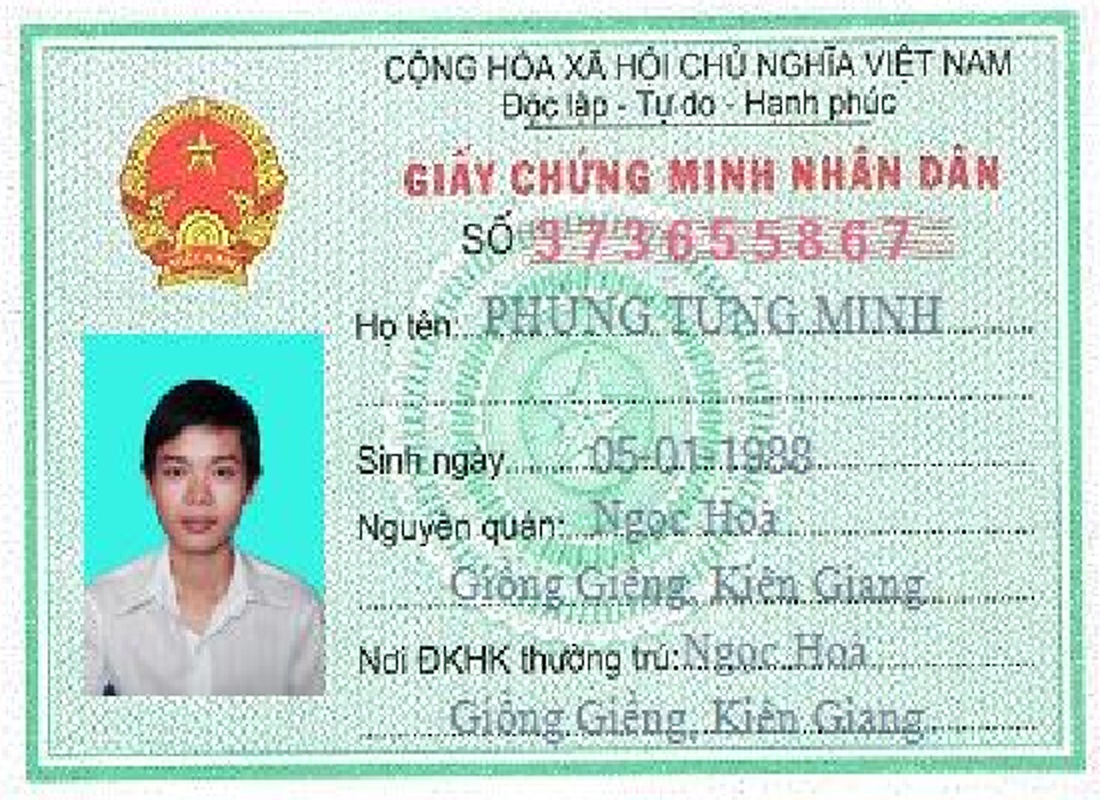 CỘNG HÒA XÃ HỘI CHỦ NGHĨA VIỆT NAM
Độc lập - Tự do - Hạnh phúc
GIẤY CHỨNG MINH NHÂN DÂN
SỐ 373655867
Họ tên: PHÙNG TÙNG MINH
Sinh ngày 05-01-1988
Nguyên quán: Ngọc Hoà
Giồng Giềng, Kiên Giang
Nơi ĐKHK thường trú: Ngọc Hoà
Giồng Giềng, Kiên Giang